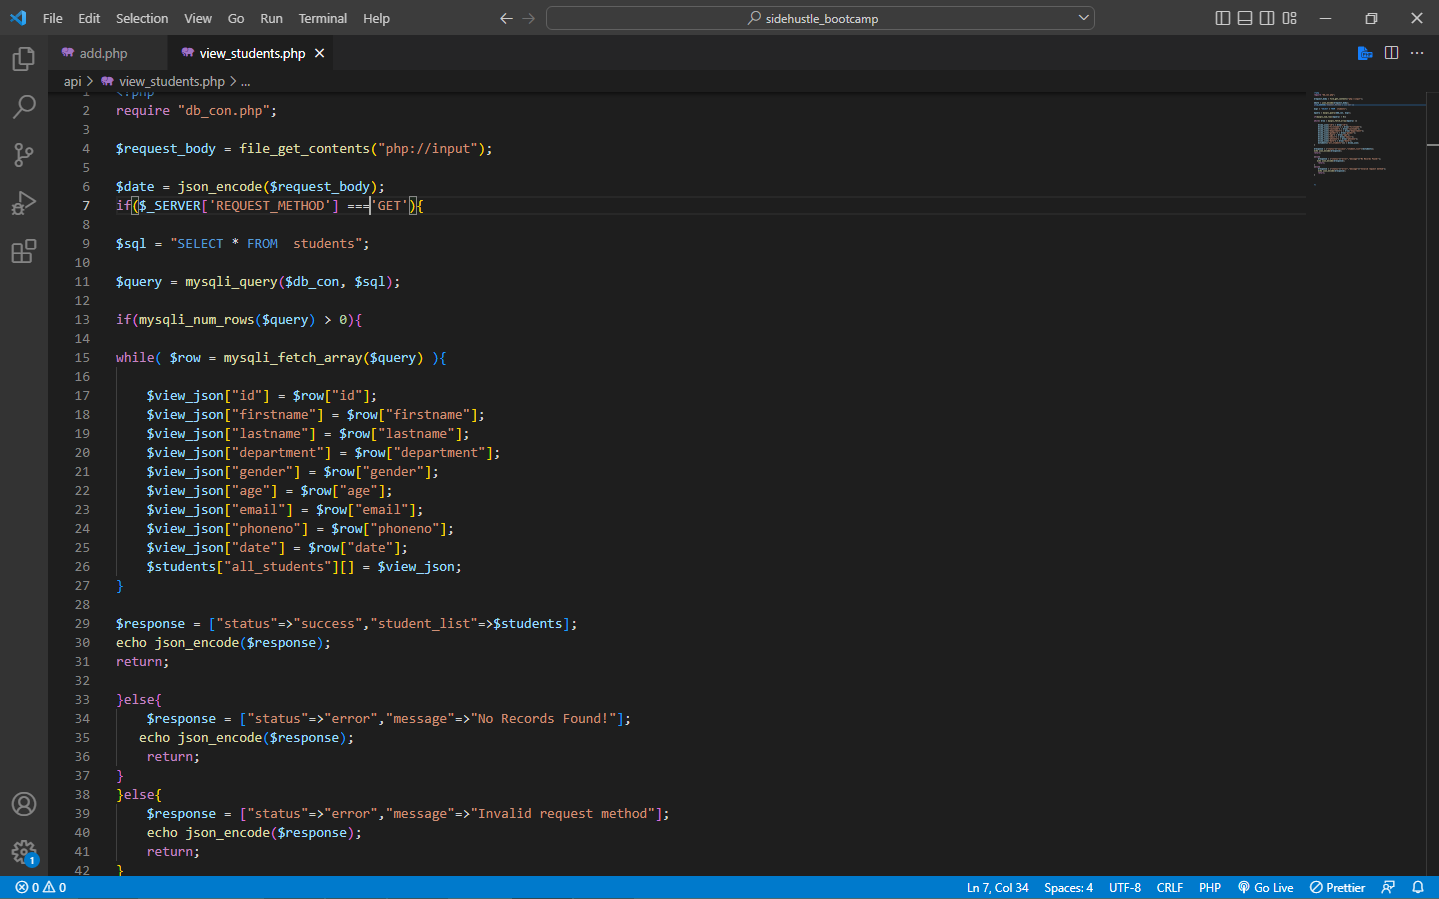 File Edit Selection View Go Run Terminal Help sidehustle_bootcamp
add.php view_students.php
api > view_students.php > ...
1 <?php
2 require "db_con.php";
3
4 $request_body = file_get_contents("php://input");
5
6 $date = json_encode($request_body);
7 if($_SERVER['REQUEST_METHOD'] ==='GET'){
8
9 $sql = "SELECT * FROM  students";
10
11 $query = mysqli_query($db_con, $sql);
12
13 if(mysqli_num_rows($query) > 0){
14
15 while( $row = mysqli_fetch_array($query) ){
16
17     $view_json["id"] = $row["id"];
18     $view_json["firstname"] = $row["firstname"];
19     $view_json["lastname"] = $row["lastname"];
20     $view_json["department"] = $row["department"];
21     $view_json["gender"] = $row["gender"];
22     $view_json["age"] = $row["age"];
23     $view_json["email"] = $row["email"];
24     $view_json["phoneno"] = $row["phoneno"];
25     $view_json["date"] = $row["date"];
26     $students["all_students"][] = $view_json;
27 }
28
29 $response = ["status"=>"success","student_list"=>$students];
30 echo json_encode($response);
31 return;
32
33 }else{
34     $response = ["status"=>"error","message"=>"No Records Found!"];
35    echo json_encode($response);
36     return;
37 }
38 }else{
39     $response = ["status"=>"error","message"=>"Invalid request method"];
40     echo json_encode($response);
41     return;
42 }
1
0 0 Ln 7, Col 34 Spaces: 4 UTF-8 CRLF PHP Go Live Prettier